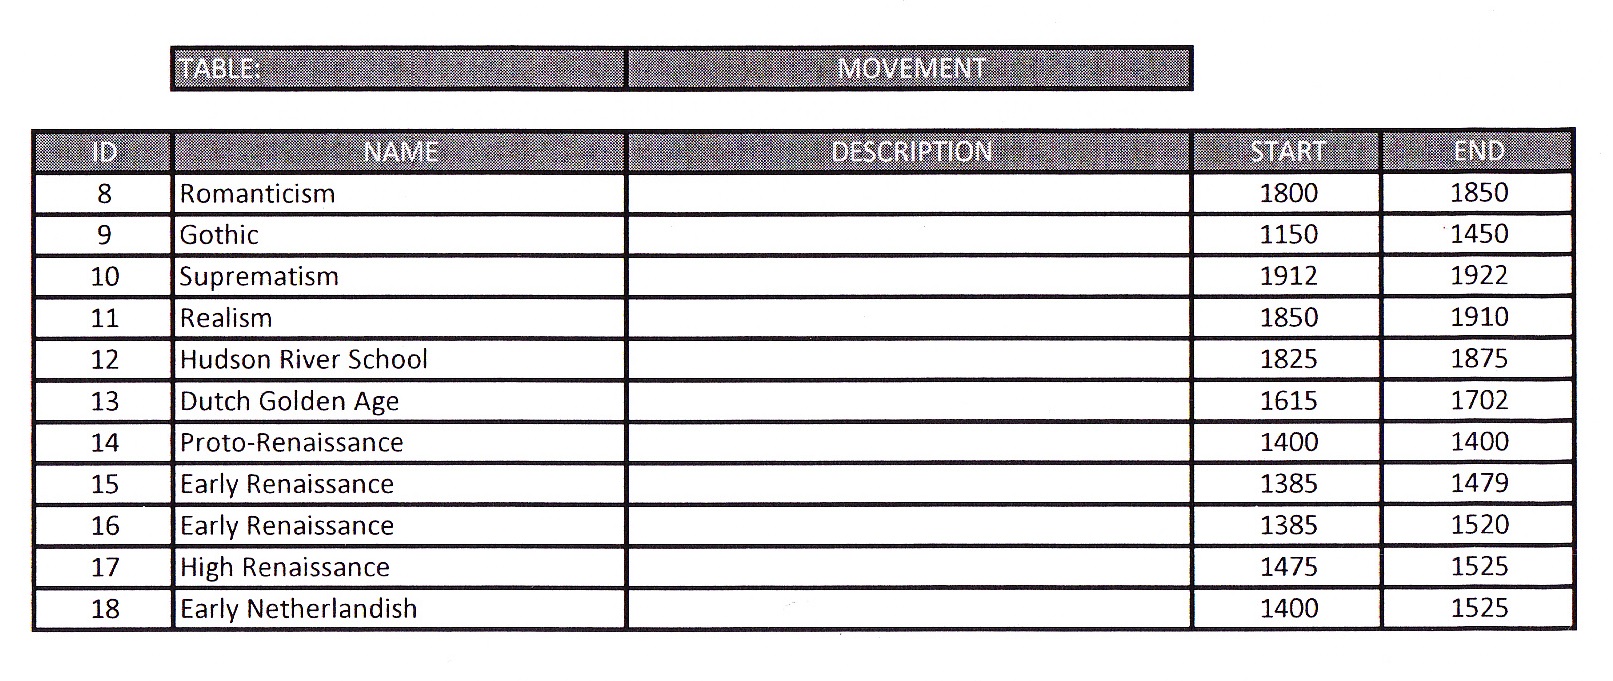 TABLE: MOVEMENT
ID NAME DESCRIPTION START END
8 Romanticism 1800 1850
9 Gothic 1150 1450
10 Suprematism 1912 1922
11 Realism 1850 1910
12 Hudson River School 1825 1875
13 Dutch Golden Age 1615 1702
14 Proto-Renaissance 1400 1400
15 Early Renaissance 1385 1479
16 Early Renaissance 1385 1520
17 High Renaissance 1475 1525
18 Early Netherlandish 1400 1525